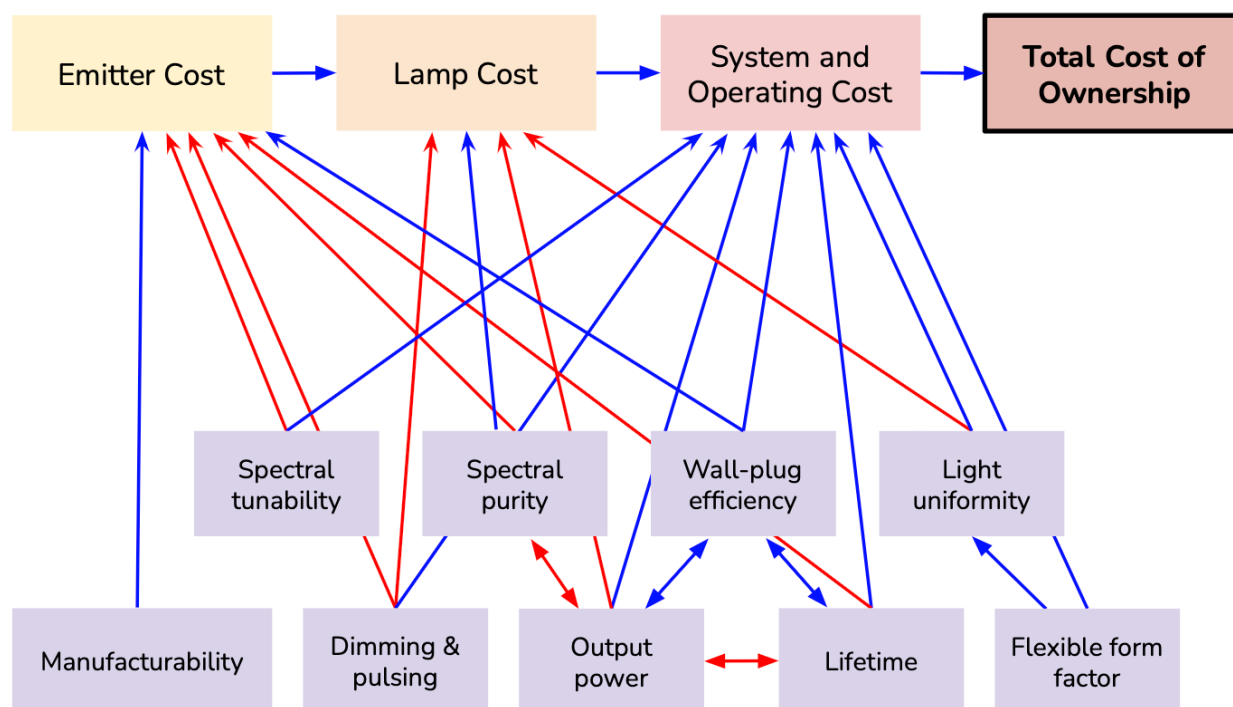 Emitter Cost
Lamp Cost
System and
Operating Cost
Total Cost of
Ownership
Spectral
tunability
Spectral
purity
Wall-plug
efficiency
Light
uniformity
Manufacturability
Dimming &
pulsing
Output
power
Lifetime
Flexible form
factor